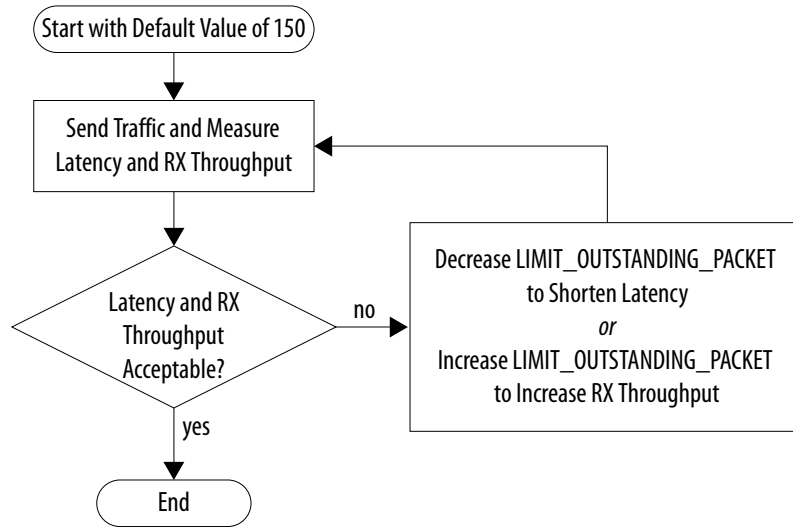 Start with Default Value of 150
Send Traffic and Measure
Latency and RX Throughput
Latency and RX
Throughput
Acceptable?
no
Decrease LIMIT_OUTSTANDING_PACKET
to Shorten Latency
or
Increase LIMIT_OUTSTANDING_PACKET
to Increase RX Throughput
yes
End